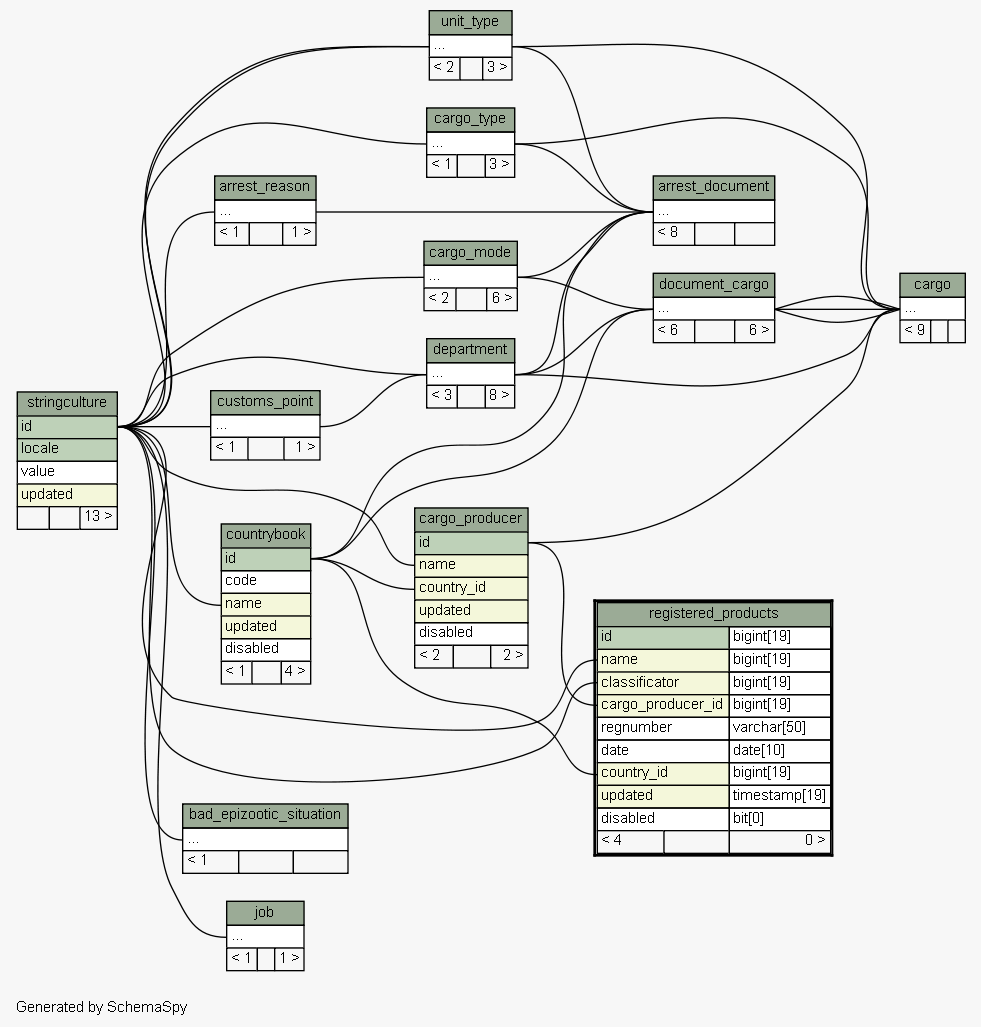 unit_type
...
< 2 3 >
cargo_type
...
< 1 3 >
arrest_reason
...
< 1 1 >
arrest_document
...
< 8
cargo_mode
...
< 2 6 >
document_cargo
...
< 6 6 >
cargo
...
< 9
department
...
< 3 8 >
stringculture
id
locale
value
updated
13 >
customs_point
...
< 1 1 >
countrybook
id
code
name
updated
disabled
< 1 4 >
cargo_producer
id
name
country_id
updated
disabled
< 2 2 >
registered_products
id bigint[19]
name bigint[19]
classificator bigint[19]
cargo_producer_id bigint[19]
regnumber varchar[50]
date date[10]
country_id bigint[19]
updated timestamp[19]
disabled bit[0]
< 4 0 >
bad_epizootic_situation
...
< 1
job
...
< 1 1 >
Generated by SchemaSpy